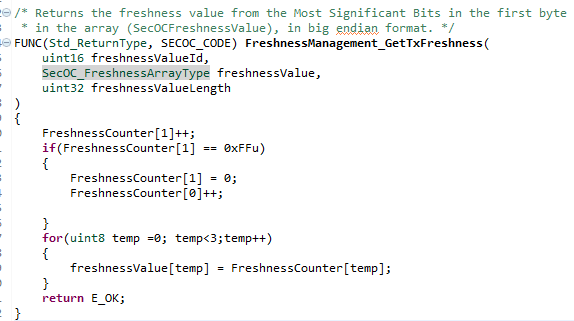 /* Returns the freshness value from the Most Significant Bits in the first byte
 * in the array (SecOCFreshnessValue), in big endian format. */
FUNC(Std_ReturnType, SECOC_CODE) FreshnessManagement_GetTxFreshness(
    uint16 freshnessValueId,
    SecOC_FreshnessArrayType freshnessValue,
    uint32 freshnessValueLength
)
{
    FreshnessCounter[1]++;
    if(FreshnessCounter[1] == 0xFFu)
    {
        FreshnessCounter[1] = 0;
        FreshnessCounter[0]++;

    }
    for(uint8 temp =0; temp<3;temp++)
    {
        freshnessValue[temp] = FreshnessCounter[temp];
    }
    return E_OK;
}